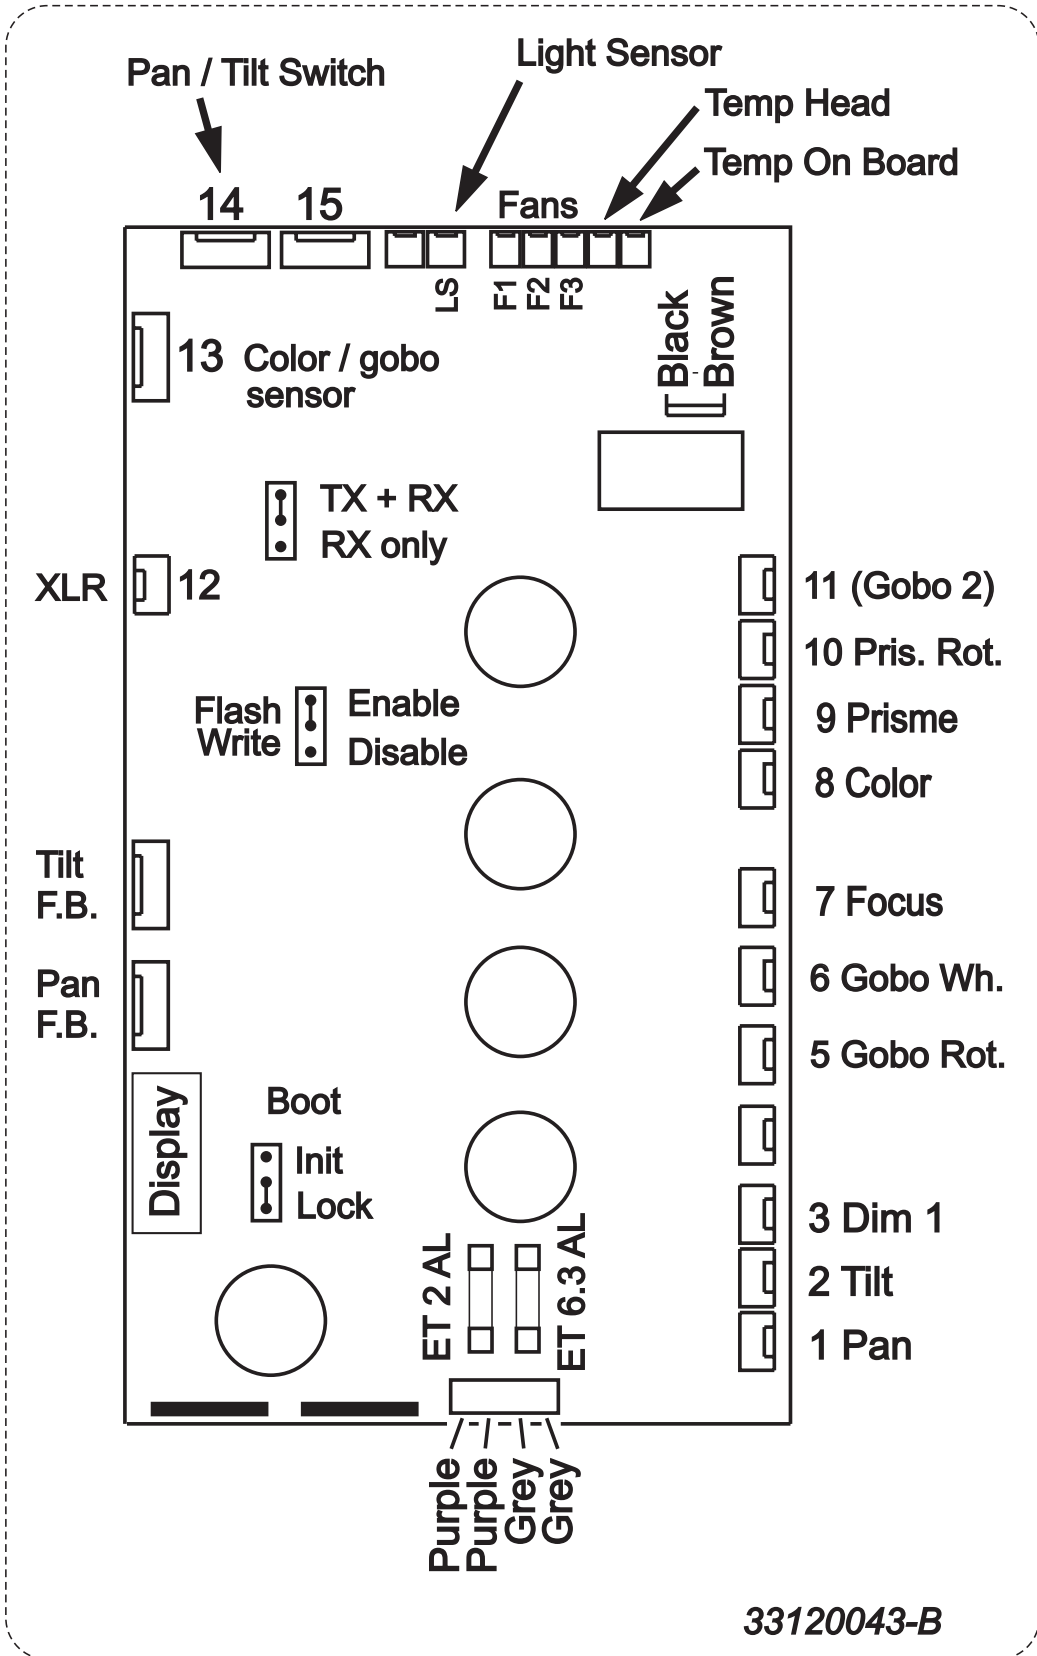 Light Sensor
Pan / Tilt Switch
Temp Head
Temp On Board
14
15
Fans
LS
F1
F2
F3
Black
Brown
13 Color / gobo
sensor
TX + RX
RX only
XLR
12
11 (Gobo 2)
10 Pris. Rot.
Flash
Write
Enable
Disable
9 Prisme
8 Color
Tilt
F.B.
7 Focus
Pan
F.B.
6 Gobo Wh.
5 Gobo Rot.
Display
Boot
Init
Lock
3 Dim 1
2 Tilt
1 Pan
ET 2 AL
ET 6.3 AL
Purple
Purple
Grey
Grey
33120043-B